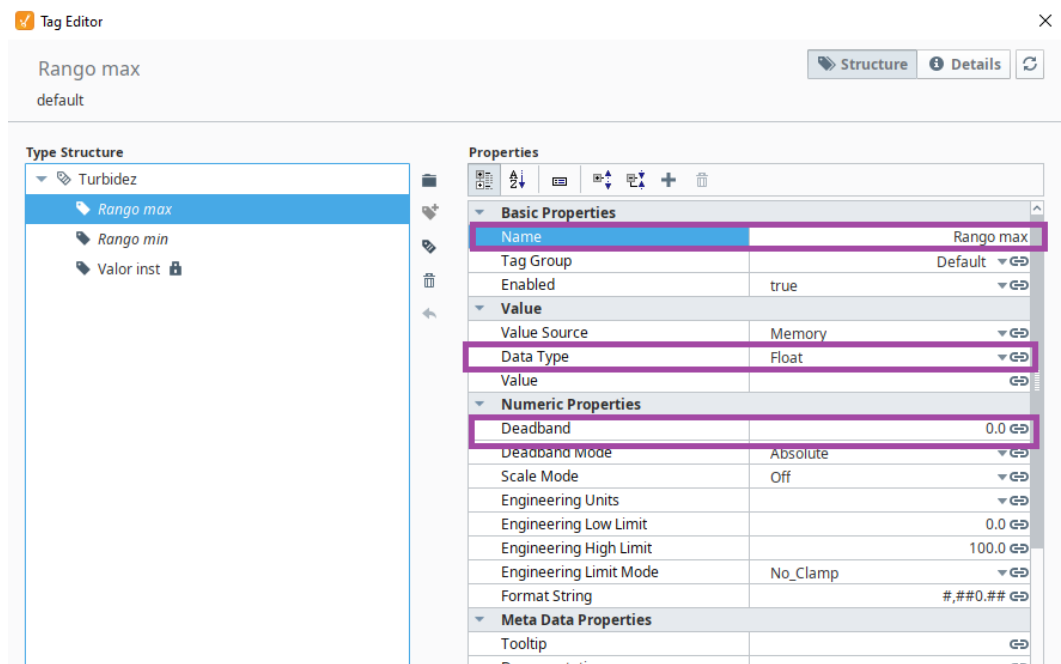 Tag Editor
Rango max
Structure
Details
default
Type Structure
Turbidez
Rango max
Rango min
Valor inst
Properties
Basic Properties
Name Rango max
Tag Group Default
Enabled true
Value
Value Source Memory
Data Type Float
Value
Numeric Properties
Deadband 0.0
Deadband Mode Absolute
Scale Mode Off
Engineering Units
Engineering Low Limit 0.0
Engineering High Limit 100.0
Engineering Limit Mode No_Clamp
Format String #,##0.##
Meta Data Properties
Tooltip